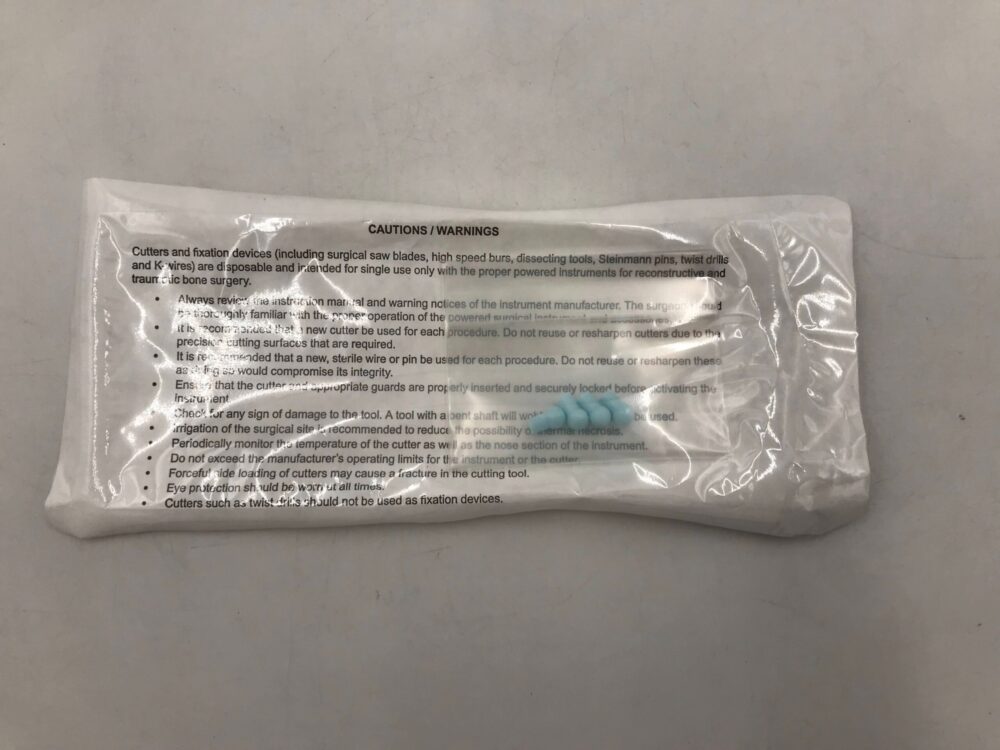 CAUTIONS / WARNINGS
Cutters and fixation devices (including surgical saw blades, high speed burs, dissecting tools, Steinmann pins, twist drills
and K-wires) are disposable and intended for single use only with the proper powered instruments for reconstructive and
traumatic bone surgery.
• Always review the instruction manual and warning notices of the instrument manufacturer. The surgeon should
be thoroughly familiar with the proper operation of the powered surgical instrument and accessories.
• It is recommended that a new cutter be used for each procedure. Do not reuse or resharpen cutters due to the
precision cutting surfaces that are required.
• It is recommended that a new, sterile wire or pin be used for each procedure. Do not reuse or resharpen these
as doing so would compromise its integrity.
• Ensure that the cutter and appropriate guards are properly inserted and securely locked before activating the
instrument
• Check for any sign of damage to the tool. A tool with a bent shaft will be used.
• Irrigation of the surgical site is recommended to reduce the possibility of thermal necrosis.
• Periodically monitor the temperature of the cutter as well as the nose section of the instrument.
• Do not exceed the manufacturer's operating limits for the instrument or the cutter.
• Forceful side loading of cutters may cause a fracture in the cutting tool.
• Eye protection should be worn at all times.
• Cutters such as twist drills should not be used as fixation devices.